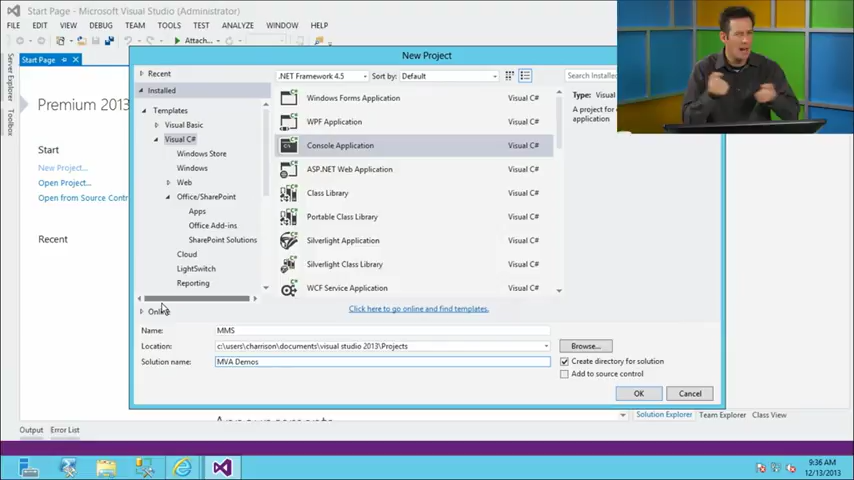 Start Page - Microsoft Visual Studio (Administrator)
FILE EDIT VIEW DEBUG TEAM TOOLS TEST ANALYZE WINDOW HELP
Attach...
Start Page
Server Explorer
Toolbox
Premium 2013
Start
New Project...
Open Project...
Open from Source Contr
Recent
New Project
Recent
Installed
Templates
Visual Basic
Visual C#
Windows Store
Windows
Web
Office/SharePoint
Apps
Office Add-ins
SharePoint Solutions
Cloud
LightSwitch
Reporting
Online
.NET Framework 4.5 Sort by: Default
Search Installed
Windows Forms Application Visual C#
WPF Application Visual C#
Console Application Visual C#
ASP.NET Web Application Visual C#
Class Library Visual C#
Portable Class Library Visual C#
Silverlight Application Visual C#
Silverlight Class Library Visual C#
WCF Service Application Visual C#
Type: Visual
A project for
application
Click here to go online and find templates.
Name: MMS
Location: c:\users\charrison\documents\visual studio 2013\Projects Browse...
Solution name: MVA Demos
Create directory for solution
Add to source control
OK Cancel
Solution Explorer Team Explorer Class View
Output Error List
9:36 AM
12/13/2013